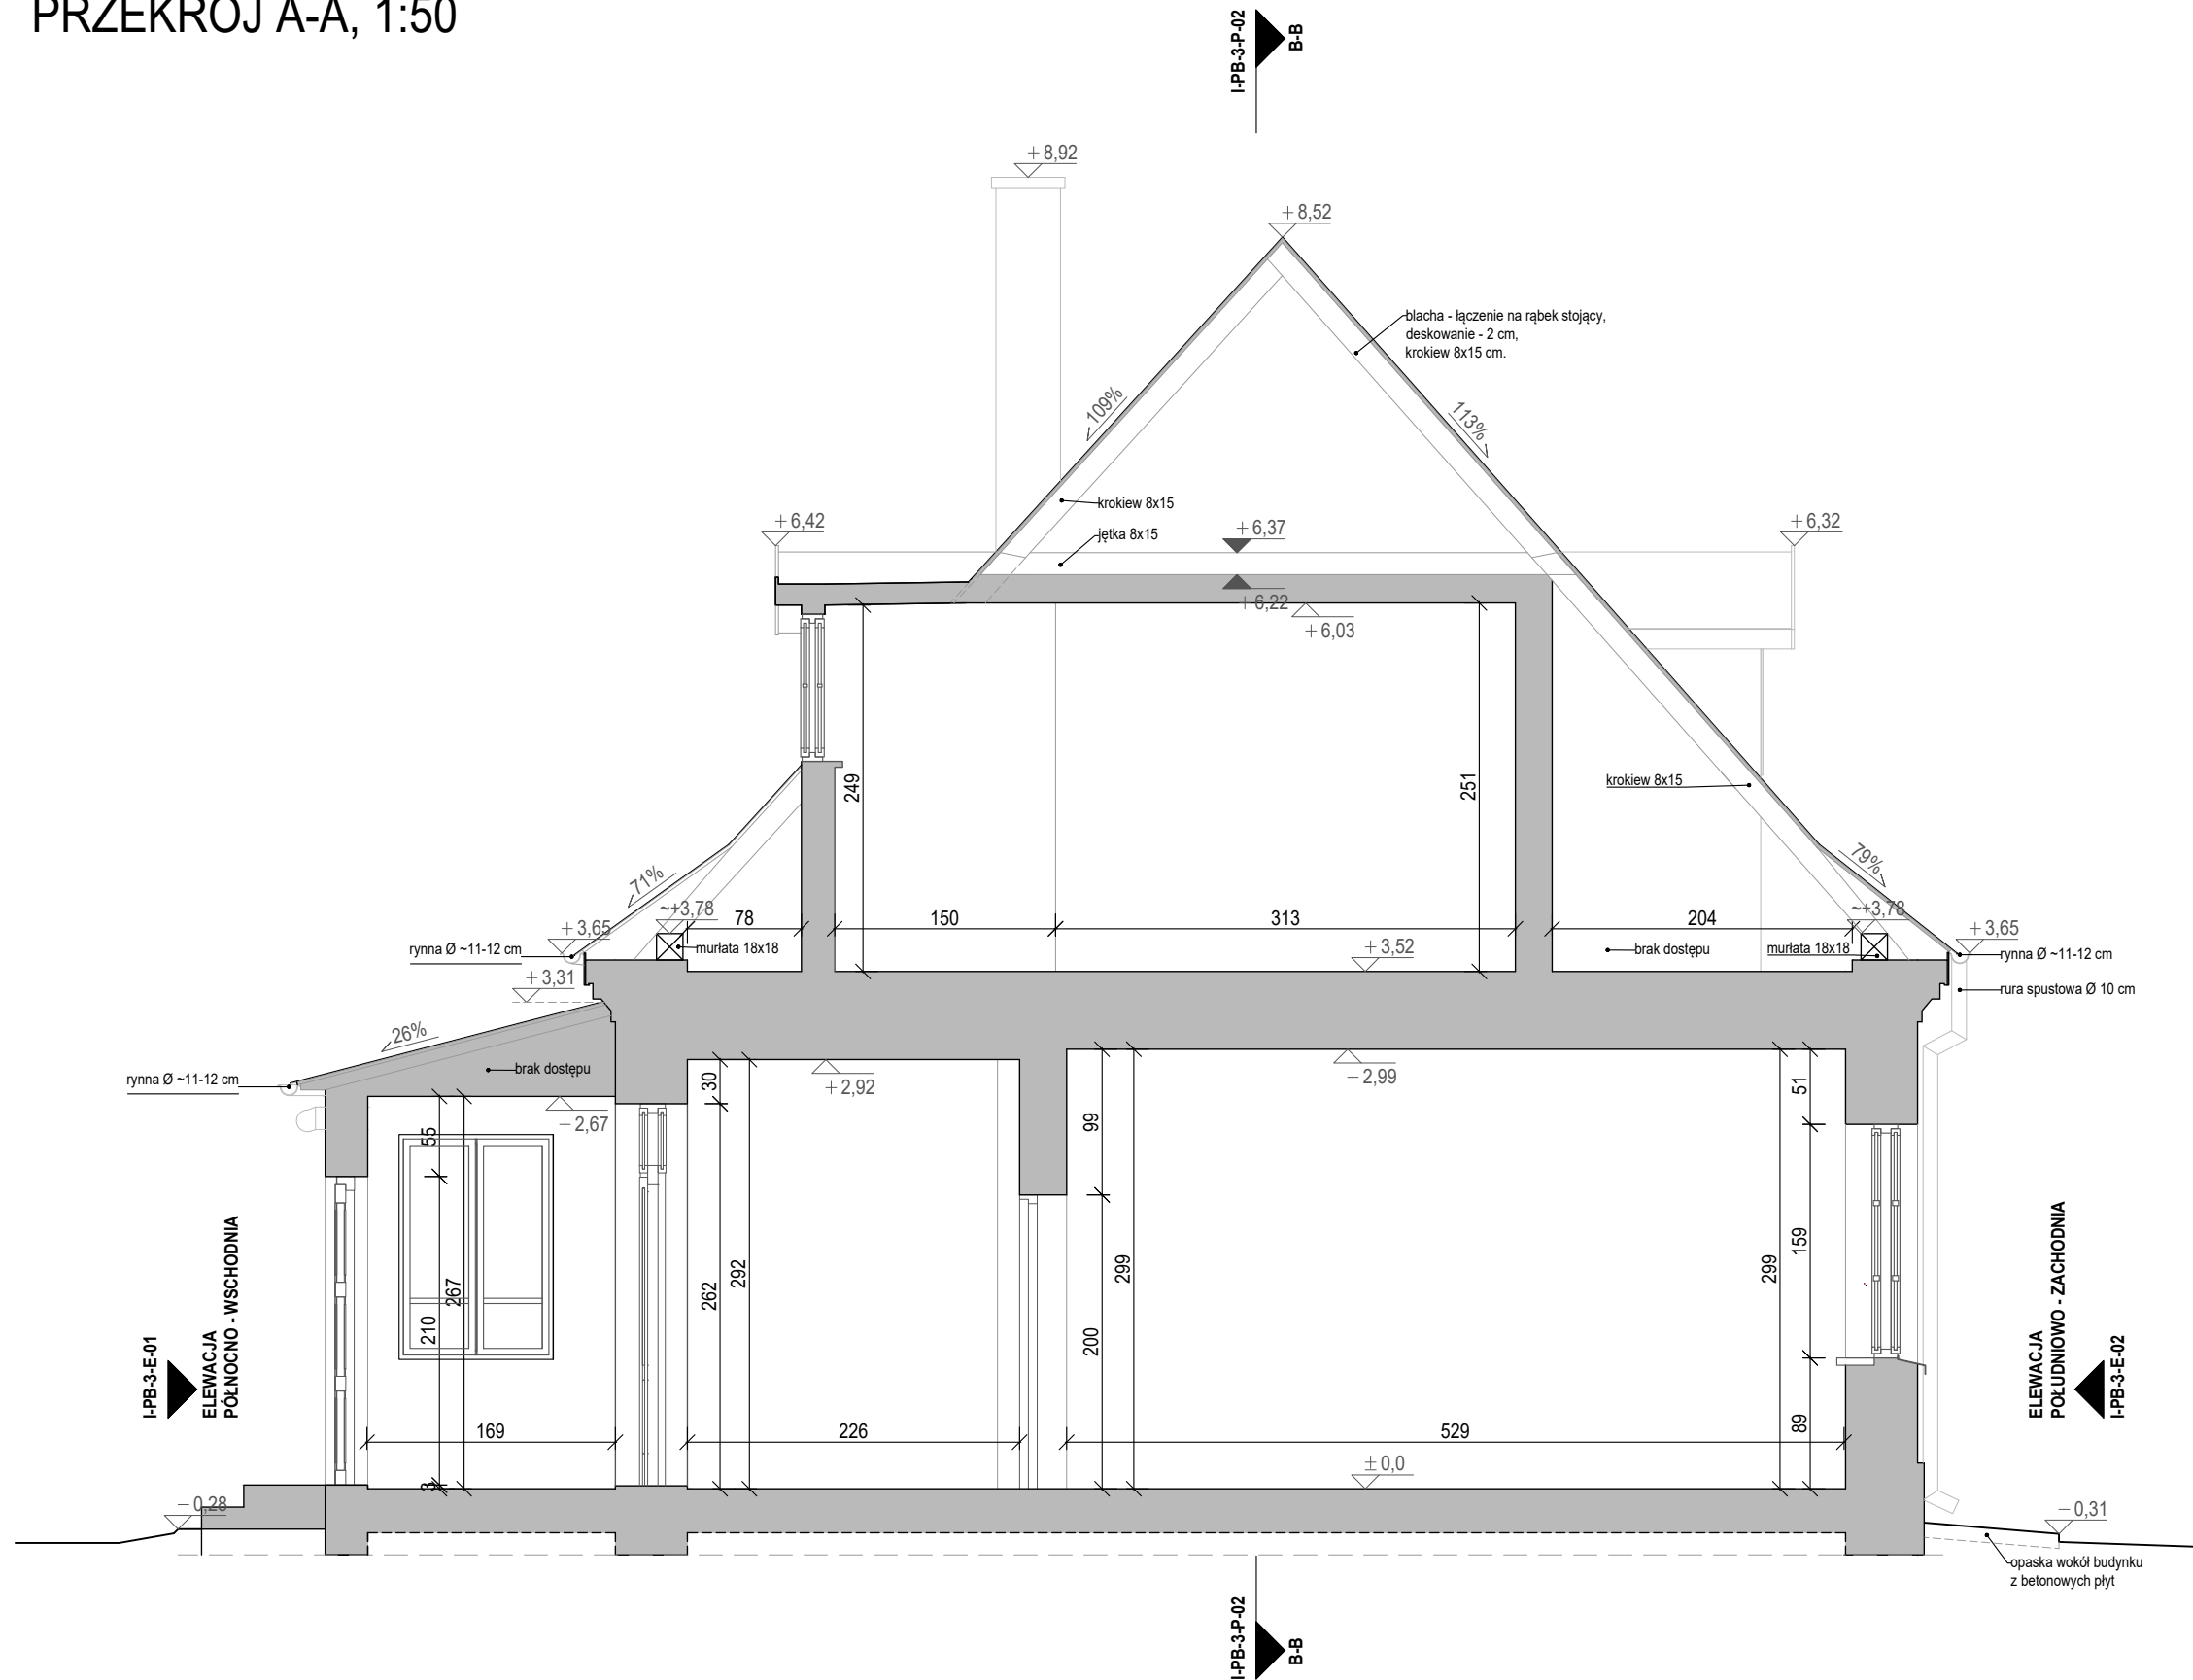 PRZEKRÓJ A-A, 1:50
I-PB-3-P-02
B-B
+8,92
+8,52
blacha - łączenie na rąbek stojący,
deskowanie - 2 cm,
krokiew 8x15 cm.
109%
113%
krokiew 8x15
jętka 8x15
+6,42
+6,37
+6,32
+6,22
+6,03
249
251
krokiew 8x15
71%
79%
~+3,78
78
150
313
204
~+3,78
+3,65
rynna Ø ~11-12 cm
murłata 18x18
+3,52
brak dostępu
murłata 18x18
+3,65
rynna Ø ~11-12 cm
+3,31
rura spustowa Ø 10 cm
26%
brak dostępu
rynna Ø ~11-12 cm
+2,67
30
+2,92
+2,99
51
55
99
267
210
262
292
299
200
299
159
89
I-PB-3-E-01
ELEWACJA
PÓŁNOCNO - WSCHODNIA
ELEWACJA
POŁUDNIOWO - ZACHODNIA
I-PB-3-E-02
169
226
529
±0,0
3
−0,28
−0,31
opaska wokół budynku
z betonowych płyt
I-PB-3-P-02
B-B